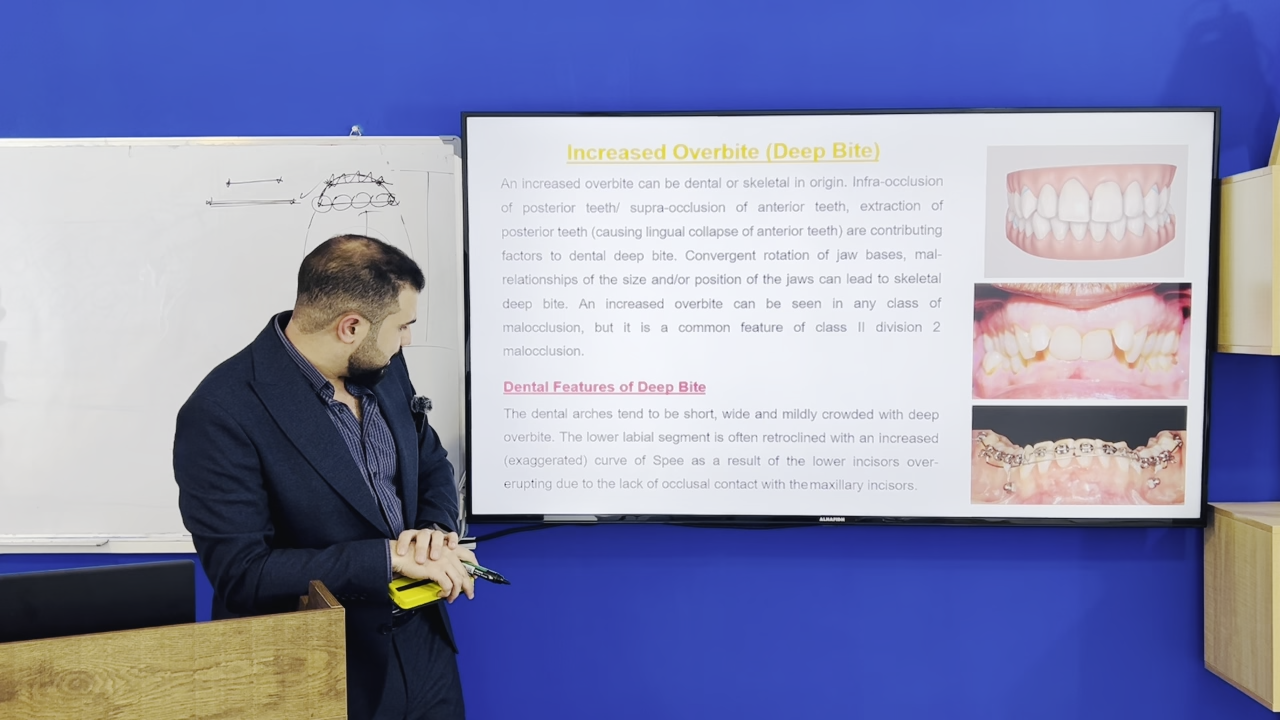 Increased Overbite (Deep Bite)
An increased overbite can be dental or skeletal in origin. Infra-occlusion
of posterior teeth/ supra-occlusion of anterior teeth, extraction of
posterior teeth (causing lingual collapse of anterior teeth) are contributing
factors to dental deep bite. Convergent rotation of jaw bases, mal-
relationships of the size and/or position of the jaws can lead to skeletal
deep bite. An increased overbite can be seen in any class of
malocclusion, but it is a common feature of class II division 2
malocclusion.
Dental Features of Deep Bite
The dental arches tend to be short, wide and mildly crowded with deep
overbite. The lower labial segment is often retroclined with an increased
(exaggerated) curve of Spee as a result of the lower incisors over-
erupting due to the lack of occlusal contact with the maxillary incisors.
ALHAFIDH